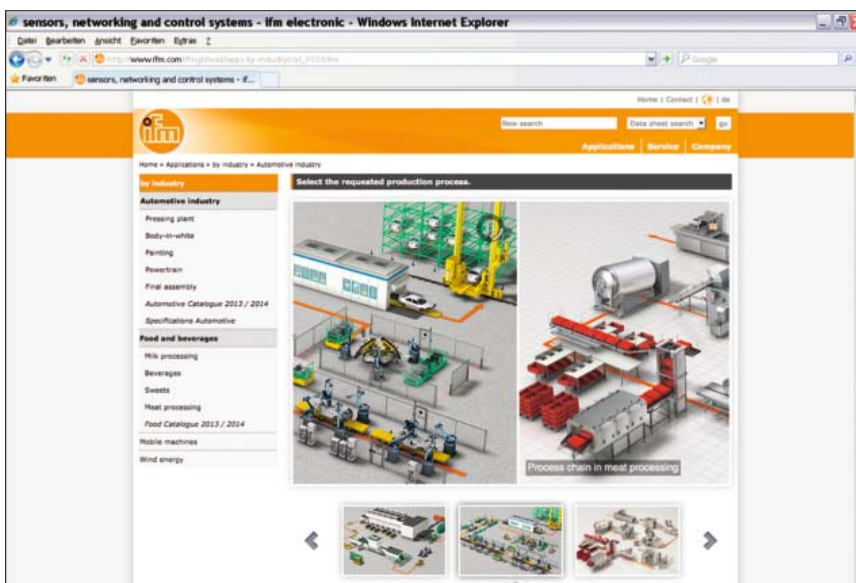 sensors, networking and control systems - ifm electronic - Windows Internet Explorer
Datei Bearbeiten Ansicht Favoriten Extras ?
www.ifm.com
Google
Favoriten
sensors, networking and control systems - if...
Home | Contact | de
ifm
New search
Data sheet search
go
Applications Service Company
Home » Applications » by industry » Automotive industry
by industry
Select the requested production process.
Automotive industry
Pressing plant
Body-in-white
Painting
Powertrain
Final assembly
Automotive Catalogue 2013 / 2014
Specifications Automotive
Food and beverages
Milk processing
Beverages
Sweets
Meat processing
Food Catalogue 2013 / 2014
Mobile machines
Wind energy
Process chain in meat processing